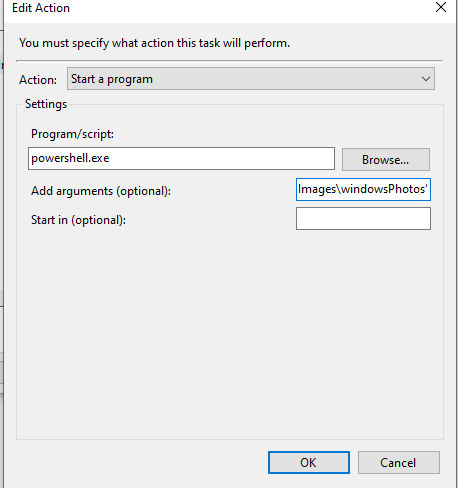 Edit Action
You must specify what action this task will perform.
Action: Start a program
Settings
Program/script:
powershell.exe
Browse...
Add arguments (optional): Images\windowsPhotos'
Start in (optional):
OK Cancel